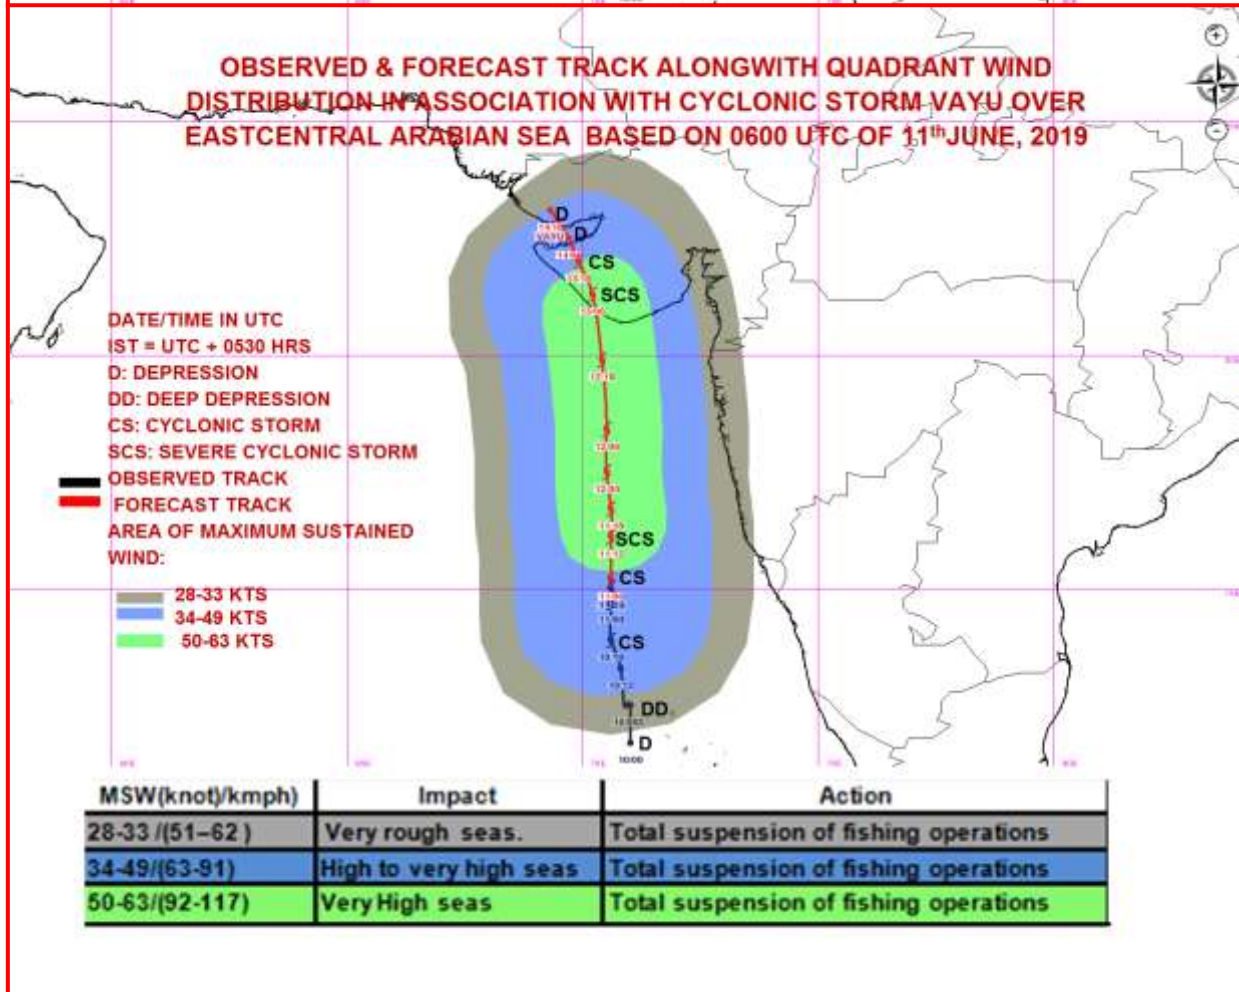 OBSERVED & FORECAST TRACK ALONGWITH QUADRANT WIND
DISTRIBUTION IN ASSOCIATION WITH CYCLONIC STORM VAYU OVER
EASTCENTRAL ARABIAN SEA BASED ON 0600 UTC OF 11th JUNE, 2019
D
VAYU
D
CS
SCS
DATE/TIME IN UTC
IST = UTC + 0530 HRS
D: DEPRESSION
DD: DEEP DEPRESSION
CS: CYCLONIC STORM
SCS: SEVERE CYCLONIC STORM
OBSERVED TRACK
FORECAST TRACK
AREA OF MAXIMUM SUSTAINED
WIND:
28-33 KTS
34-49 KTS
50-63 KTS
SCS
CS
CS
DD
D
10/00
MSW(knot)/kmph) Impact Action
28-33 /(51–62 ) Very rough seas. Total suspension of fishing operations
34-49/(63-91) High to very high seas Total suspension of fishing operations
50-63/(92-117) Very High seas Total suspension of fishing operations